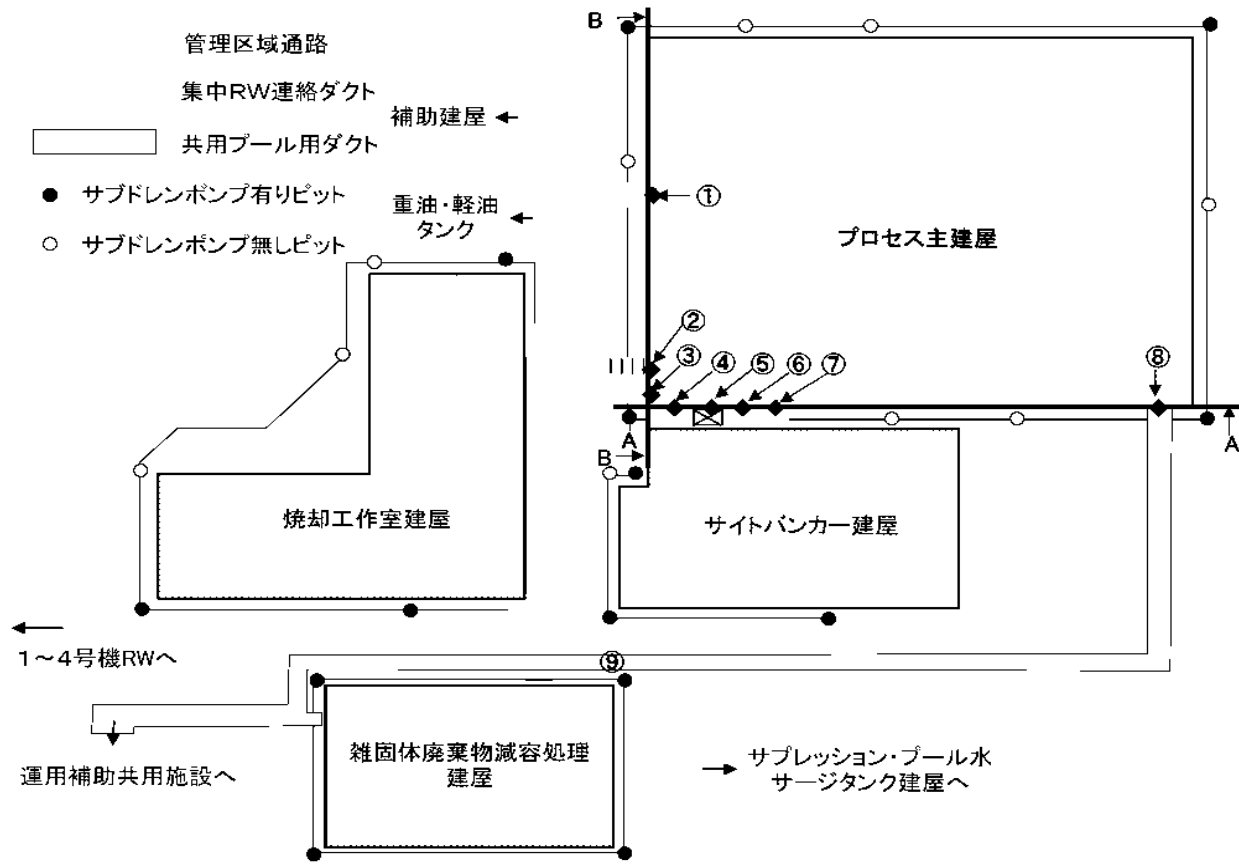 管理区域通路
集中RW連絡ダクト
共用プール用ダクト
サブドレンポンプ有りピット
サブドレンポンプ無しピット
補助建屋
重油・軽油
タンク
B
①
プロセス主建屋
②
③
④
⑤
⑥
⑦
⑧
A
A
B
焼却工作室建屋
サイトバンカー建屋
1~4号機RWへ
⑨
運用補助共用施設へ
雑固体廃棄物減容処理
建屋
サプレッション・プール水
サージタンク建屋へ